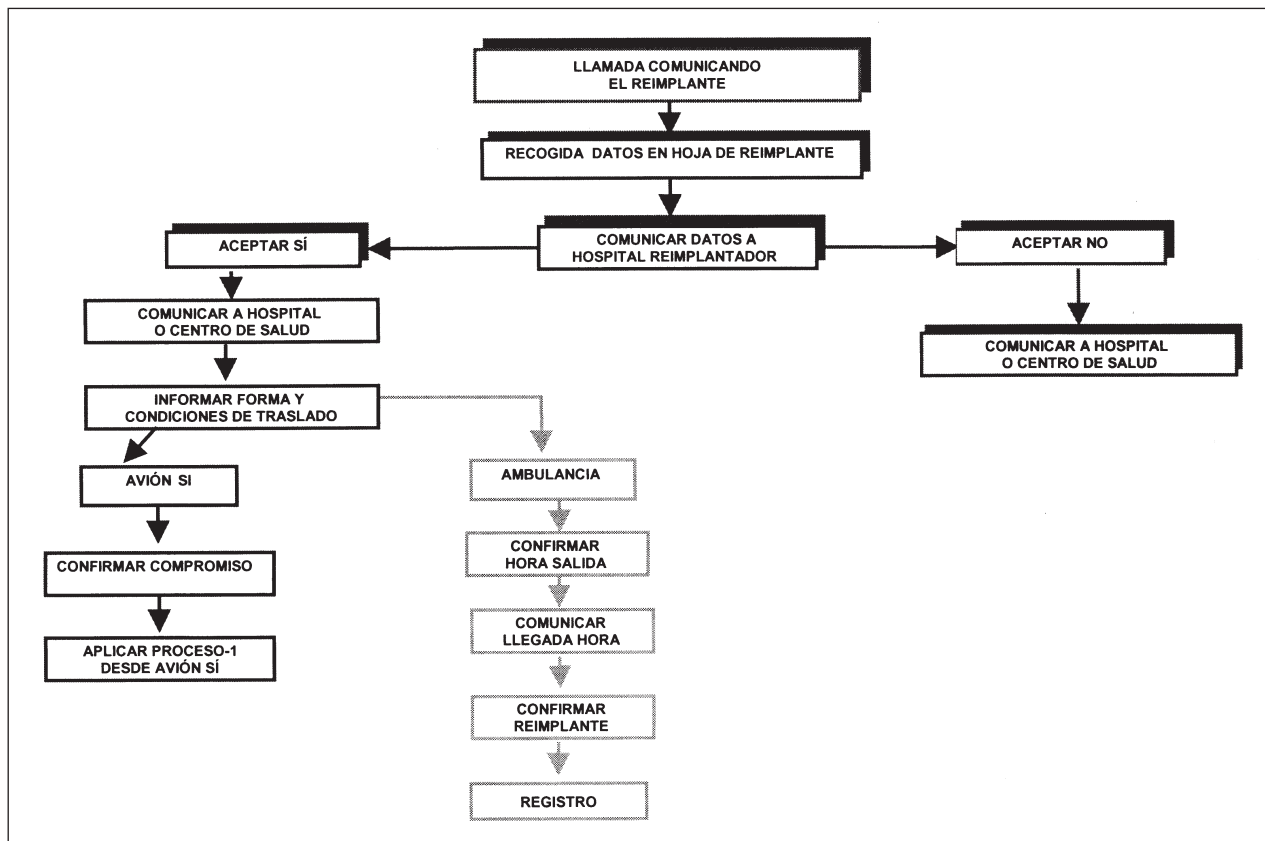 LLAMADA COMUNICANDO
EL REIMPLANTE
RECOGIDA DATOS EN HOJA DE REIMPLANTE
COMUNICAR DATOS A
HOSPITAL REIMPLANTADOR
ACEPTAR SÍ
ACEPTAR NO
COMUNICAR A HOSPITAL
O CENTRO DE SALUD
COMUNICAR A HOSPITAL
O CENTRO DE SALUD
INFORMAR FORMA Y
CONDICIONES DE TRASLADO
AVIÓN SI
CONFIRMAR COMPROMISO
APLICAR PROCESO-1
DESDE AVIÓN SÍ
AMBULANCIA
CONFIRMAR
HORA SALIDA
COMUNICAR
LLEGADA HORA
CONFIRMAR
REIMPLANTE
REGISTRO